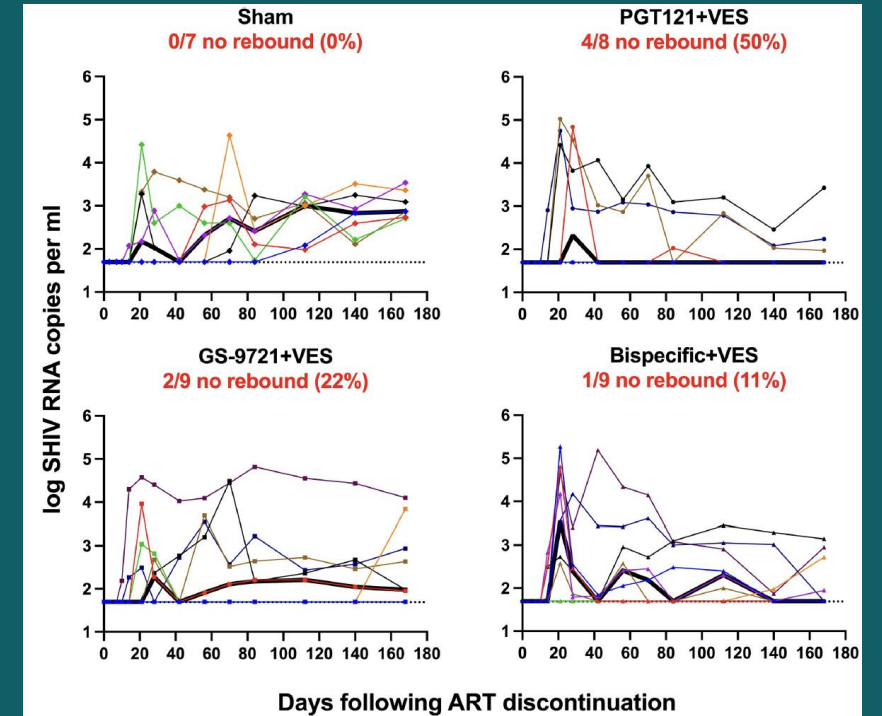 Sham
0/7 no rebound (0%)
6
5
4
3
2
1
0 20 40 60 80 100 120 140 160 180
PGT121+VES
4/8 no rebound (50%)
6
5
4
3
2
1
0 20 40 60 80 100 120 140 160 180
log SHIV RNA copies per ml
GS-9721+VES
2/9 no rebound (22%)
6
5
4
3
2
1
0 20 40 60 80 100 120 140 160 180
Bispecific+VES
1/9 no rebound (11%)
6
5
4
3
2
1
0 20 40 60 80 100 120 140 160 180
Days following ART discontinuation